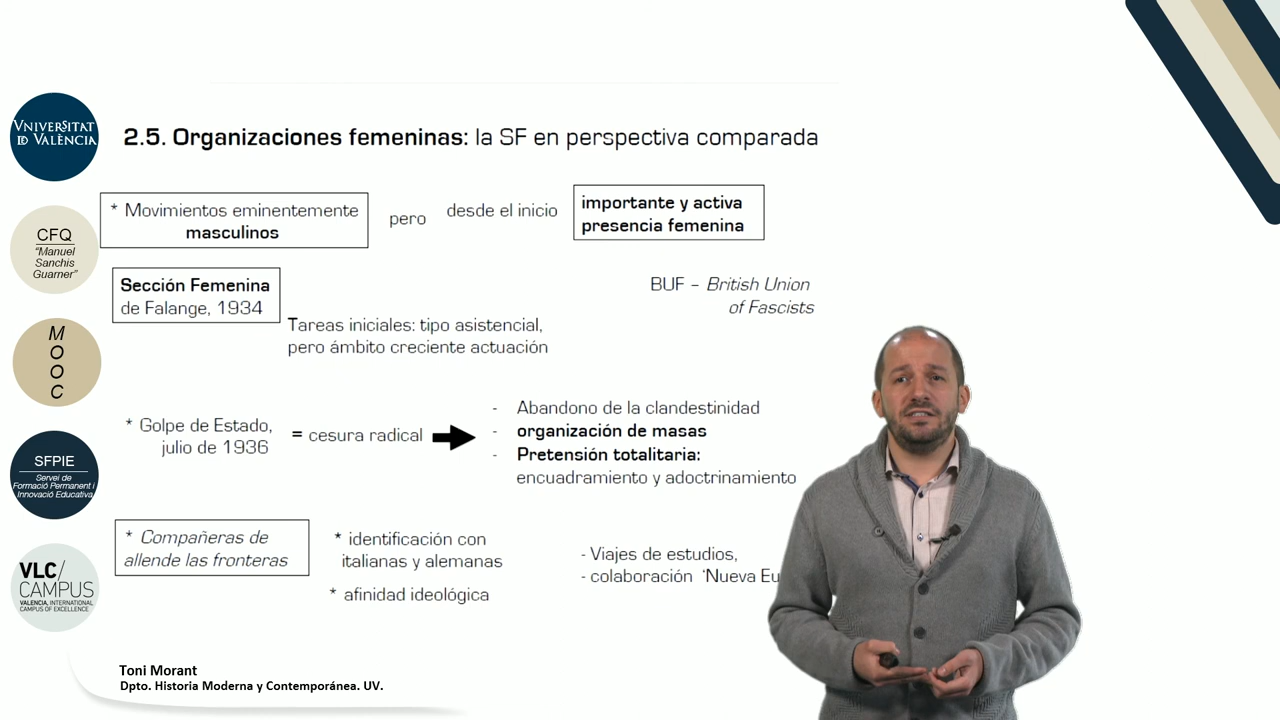 2.5. Organizaciones femeninas: la SF en perspectiva comparada
* Movimientos eminentemente
masculinos
pero
desde el inicio
importante y activa
presencia femenina
Sección Femenina
de Falange, 1934
BUF – British Union
of Fascists
Tareas iniciales: tipo asistencial,
pero ámbito creciente actuación
* Golpe de Estado,
julio de 1936
= cesura radical
- Abandono de la clandestinidad
- organización de masas
- Pretensión totalitaria:
encuadramiento y adoctrinamiento
* Compañeras de
allende las fronteras
* identificación con
italianas y alemanas
* afinidad ideológica
- Viajes de estudios,
- colaboración 'Nueva Eu
VNIVERSITAT
ID VALÈNCIA
CFQ
"Manuel
Sanchis
Guarner"
M
O
O
C
SFPIE
Servei de
Formació Permanent i
Innovació Educativa
VLC/
CAMPUS
VALENCIA, INTERNATIONAL
CAMPUS OF EXCELLENCE
Toni Morant
Dpto. Historia Moderna y Contemporánea. UV.